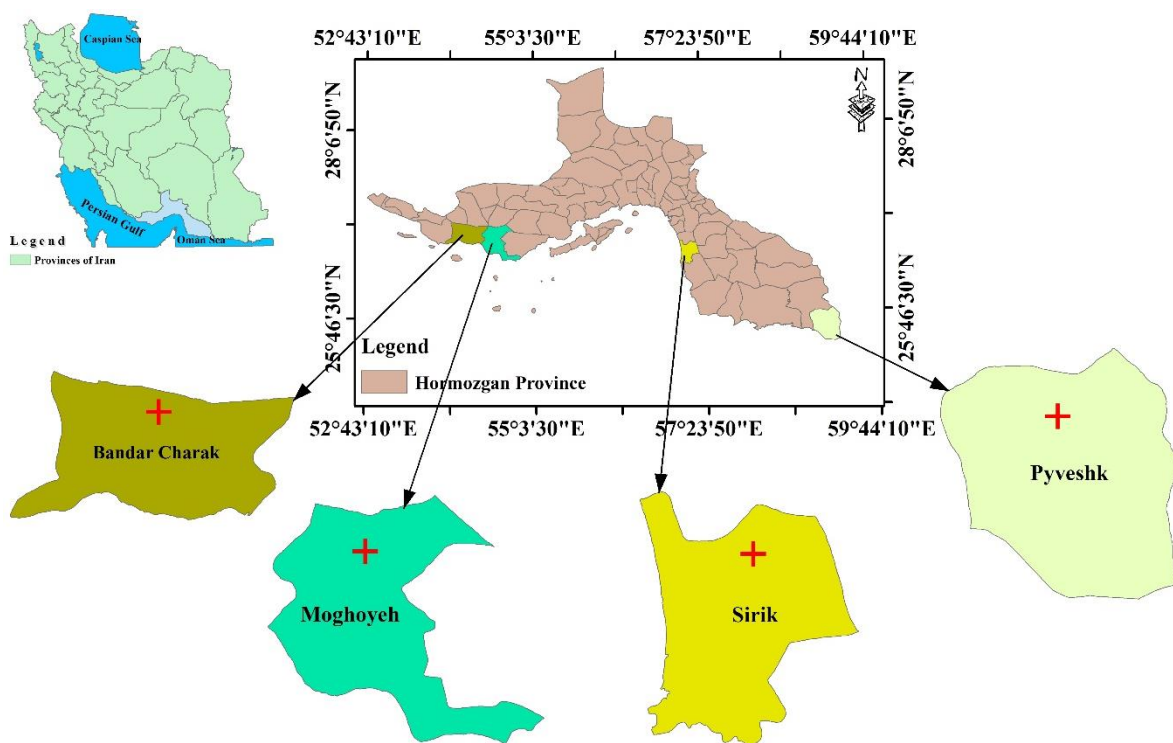 Caspian Sea
Persian Gulf
Oman Sea
Legend
Provinces of Iran
52°43'10"E 55°3'30"E 57°23'50"E 59°44'10"E
28°6'50"N
25°46'30"N
N
28°6'50"N
25°46'30"N
Legend
Hormozgan Province
52°43'10"E 55°3'30"E 57°23'50"E 59°44'10"E
Bandar Charak
Moghoyeh
Sirik
Pyveshk